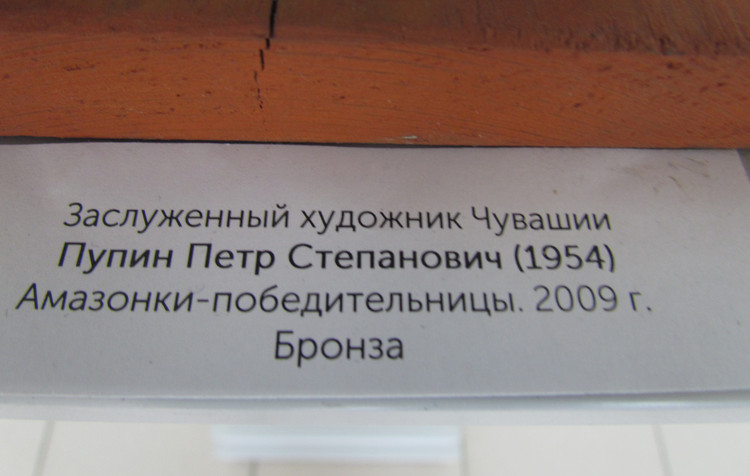 Заслуженный художник Чувашии
Пупин Петр Степанович (1954)
Амазонки-победительницы. 2009 г.
Бронза